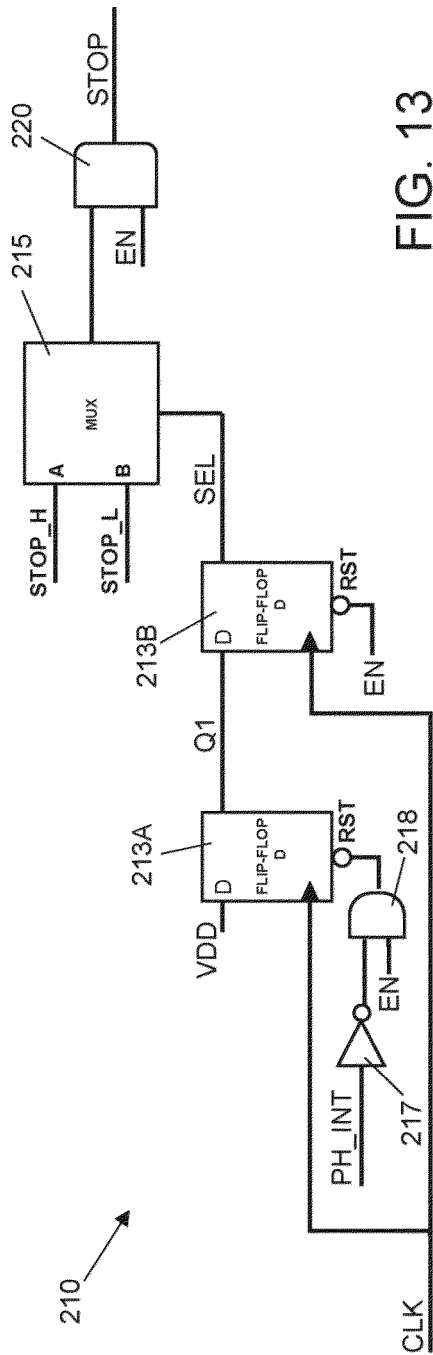 210
CLK
PH_INT
217
EN
218
VDD
213A
D
FLIP-FLOP
D
RST
Q1
213B
D
FLIP-FLOP
D
RST
EN
SEL
STOP_H
STOP_L
A
B
MUX
215
EN
220
STOP
FIG. 13